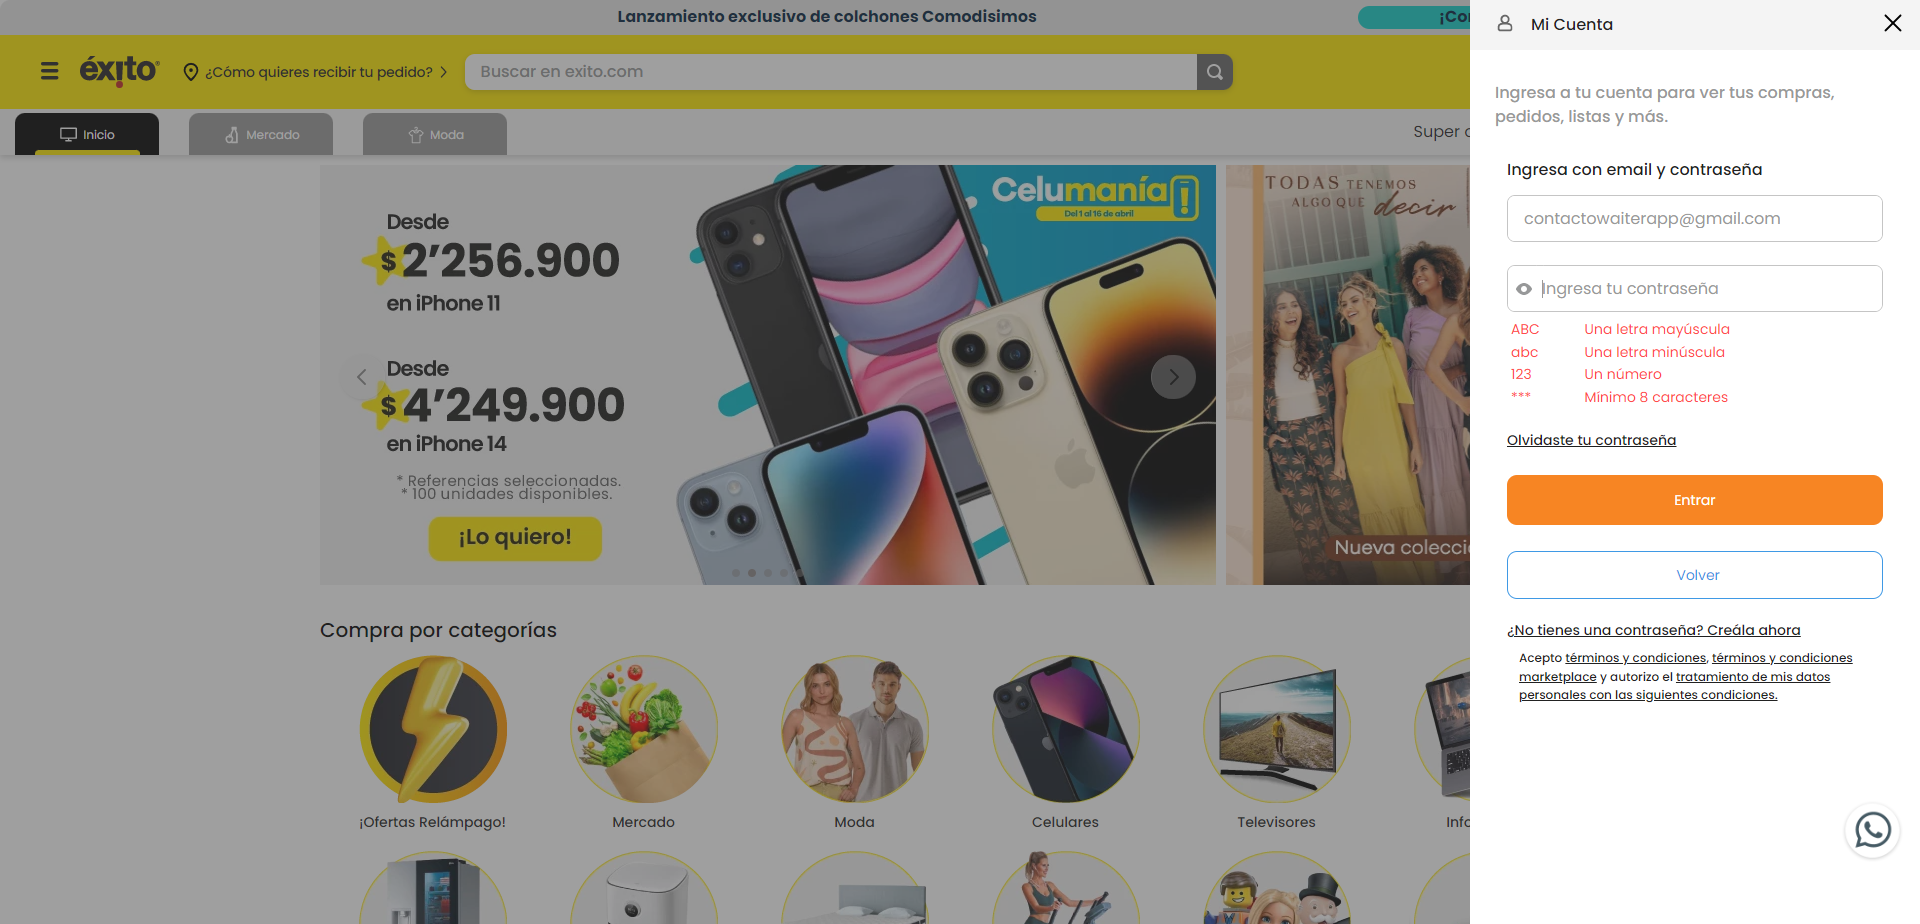 Lanzamiento exclusivo de colchones Comodisimos
éxito
¿Cómo quieres recibir tu pedido?
Buscar en exito.com
Inicio
Mercado
Moda
Desde
$2’256.900
en iPhone 11
Desde
$4’249.900
en iPhone 14
* Referencias seleccionadas.
* 100 unidades disponibles.
¡Lo quiero!
Celumanía
Del 1 al 16 de abril
TODAS TENEMOS
ALGO QUE decir
Compra por categorías
¡Ofertas Relámpago!
Mercado
Moda
Celulares
Televisores
Mi Cuenta
Ingresa a tu cuenta para ver tus compras,
pedidos, listas y más.
Ingresa con email y contraseña
contactowaiterapp@gmail.com
Ingresa tu contraseña
ABC Una letra mayúscula
abc Una letra minúscula
123 Un número
*** Mínimo 8 caracteres
Olvidaste tu contraseña
Entrar
Volver
¿No tienes una contraseña? Creála ahora
Acepto términos y condiciones, términos y condiciones
marketplace y autorizo el tratamiento de mis datos
personales con las siguientes condiciones.
Super
Nueva